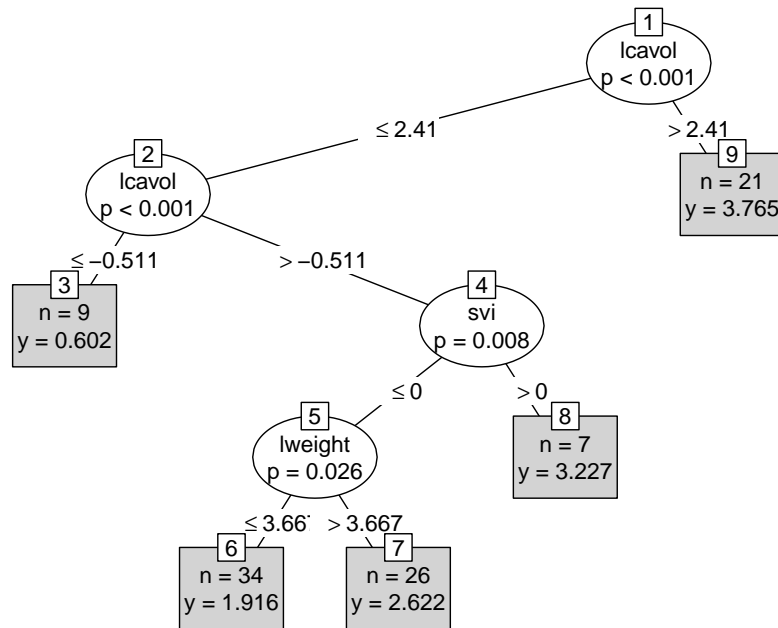 1
lcavol
p < 0.001
≤ 2.41
> 2.41
2
lcavol
p < 0.001
9
n = 21
y = 3.765
≤ −0.511
> −0.511
3
n = 9
y = 0.602
4
svi
p = 0.008
≤ 0
> 0
5
lweight
p = 0.026
8
n = 7
y = 3.227
≤ 3.667
> 3.667
6
n = 34
y = 1.916
7
n = 26
y = 2.622